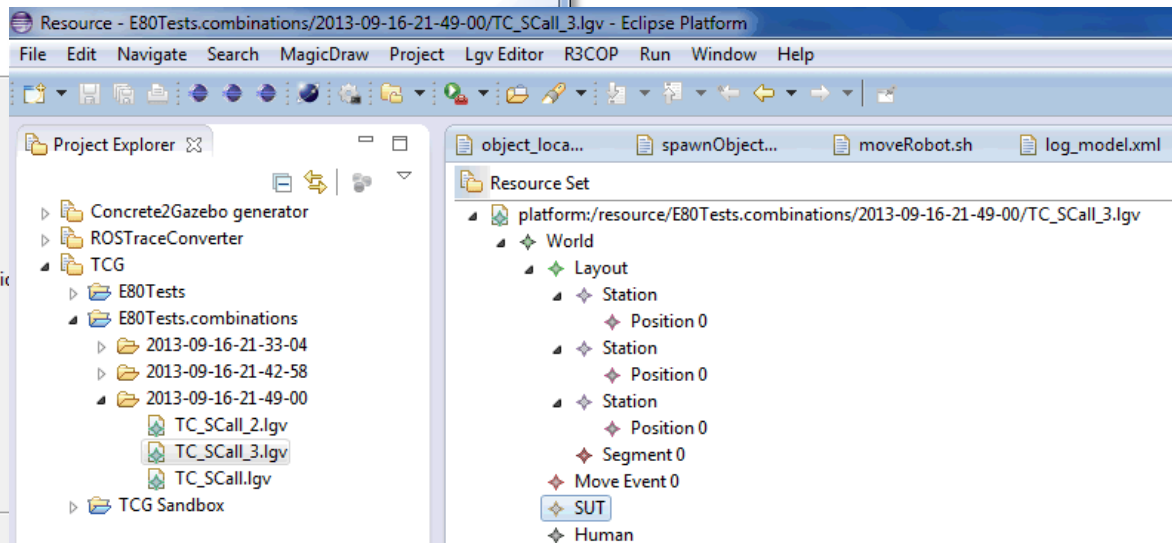 Resource - E80Tests.combinations/2013-09-16-21-49-00/TC_SCall_3.lgv - Eclipse Platform
File Edit Navigate Search MagicDraw Project Lgv Editor R3COP Run Window Help
Project Explorer
Concrete2Gazebo generator
ROSTraceConverter
TCG
E80Tests
E80Tests.combinations
2013-09-16-21-33-04
2013-09-16-21-42-58
2013-09-16-21-49-00
TC_SCall_2.lgv
TC_SCall_3.lgv
TC_SCall.lgv
TCG Sandbox
object_loca... spawnObject... moveRobot.sh log_model.xml
Resource Set
platform:/resource/E80Tests.combinations/2013-09-16-21-49-00/TC_SCall_3.lgv
World
Layout
Station
Position 0
Station
Position 0
Station
Position 0
Segment 0
Move Event 0
SUT
Human